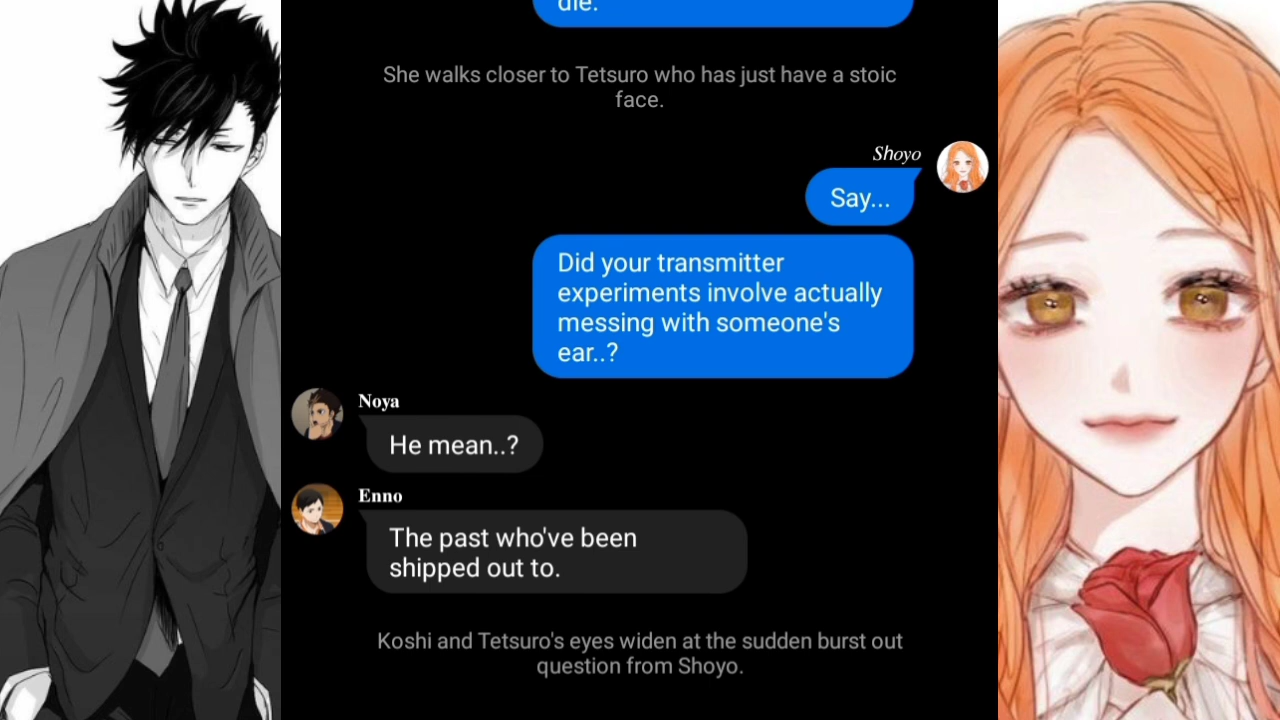 die.
She walks closer to Tetsuro who has just have a stoic
face.
Shoyo
Say...
Did your transmitter
experiments involve actually
messing with someone's
ear..?
Noya
He mean..?
Enno
The past who've been
shipped out to.
Koshi and Tetsuro's eyes widen at the sudden burst out
question from Shoyo.